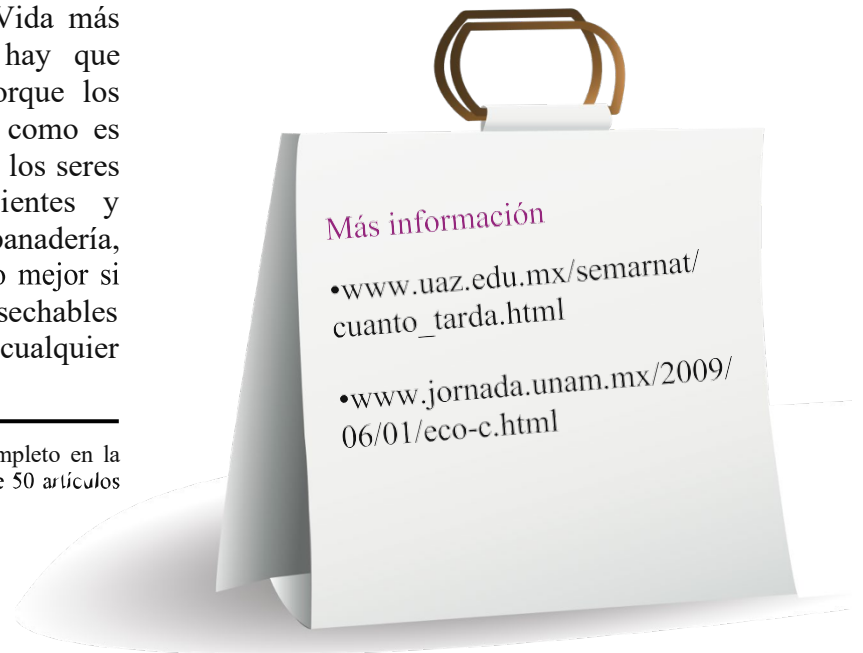 Vida más
hay que
orque los
como es
los seres
ientes y
panadería,
o mejor si
sechables
cualquier
mpleto en la
e 50 artículos
Más información
•www.uaz.edu.mx/semarnat/
cuanto_tarda.html
•www.jornada.unam.mx/2009/
06/01/eco-c.html